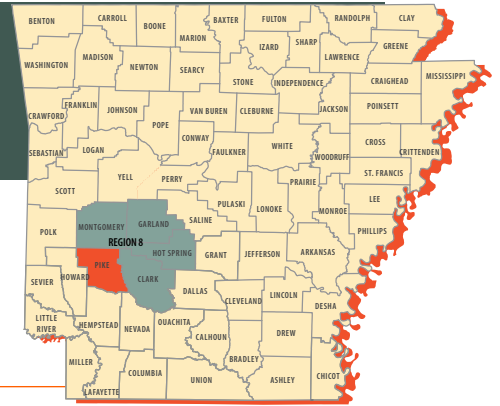 BENTON
CARROLL
BOONE
MARION
BAXTER
FULTON
RANDOLPH
CLAY
IZARD
SHARP
GREENE
LAWRENCE
WASHINGTON
MADISON
NEWTON
SEARCY
STONE
INDEPENDENCE
CRAIGHEAD
MISSISSIPPI
CRAWFORD
FRANKLIN
JOHNSON
POPE
VAN BUREN
CLEBURNE
JACKSON
POINSETT
CONWAY
FAULKNER
WHITE
WOODRUFF
CROSS
CRITTENDEN
SEBASTIAN
LOGAN
YELL
PERRY
ST. FRANCIS
SCOTT
PULASKI
LONOKE
PRAIRIE
MONROE
LEE
PHILLIPS
POLK
MONTGOMERY
GARLAND
SALINE
REGION 8
HOT SPRING
GRANT
JEFFERSON
ARKANSAS
SEVIER
HOWARD
PIKE
CLARK
DALLAS
CLEVELAND
LINCOLN
DESHA
LITTLE
RIVER
HEMPSTEAD
NEVADA
OUACHITA
CALHOUN
DREW
BRADLEY
MILLER
LAFAYETTE
COLUMBIA
UNION
ASHLEY
CHICOT